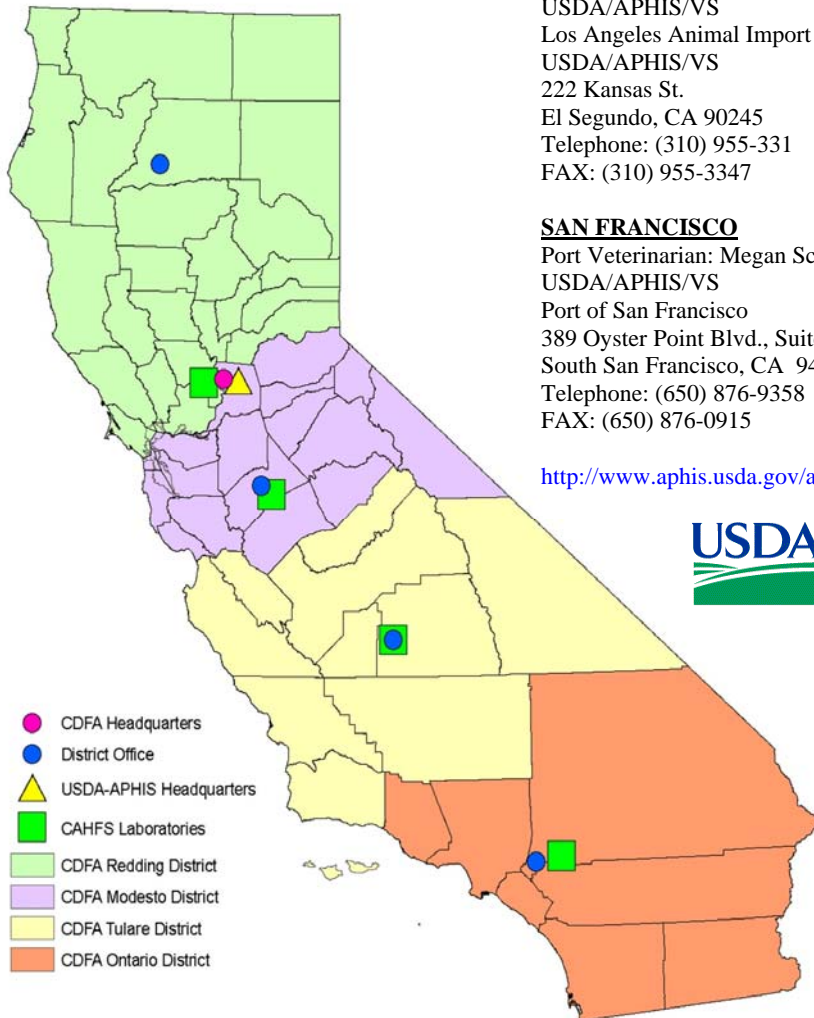 USDA/APHIS/VS
Los Angeles Animal Import
USDA/APHIS/VS
222 Kansas St.
El Segundo, CA 90245
Telephone: (310) 955-331
FAX: (310) 955-3347
SAN FRANCISCO
Port Veterinarian: Megan
USDA/APHIS/VS
Port of San Francisco
389 Oyster Point Blvd.,
South San Francisco, CA
Telephone: (650) 876-9358
FAX: (650) 876-0915
http://www.aphis.usda.gov/a
USDA
CDFA Headquarters
District Office
USDA-APHIS Headquarters
CAHFS Laboratories
CDFA Redding District
CDFA Modesto District
CDFA Tulare District
CDFA Ontario District